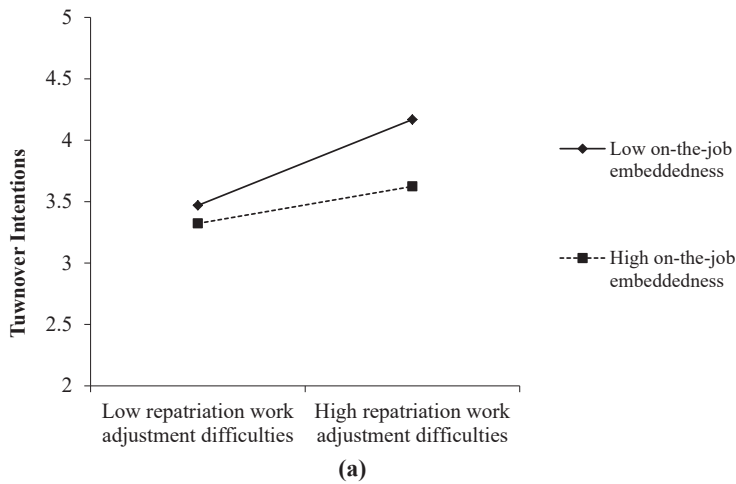 5
4.5
4
3.5
3
2.5
2
Tuwnover Intentions
Low repatriation work
adjustment difficulties
High repatriation work
adjustment difficulties
Low on-the-job
embeddedness
High on-the-job
embeddedness
(a)